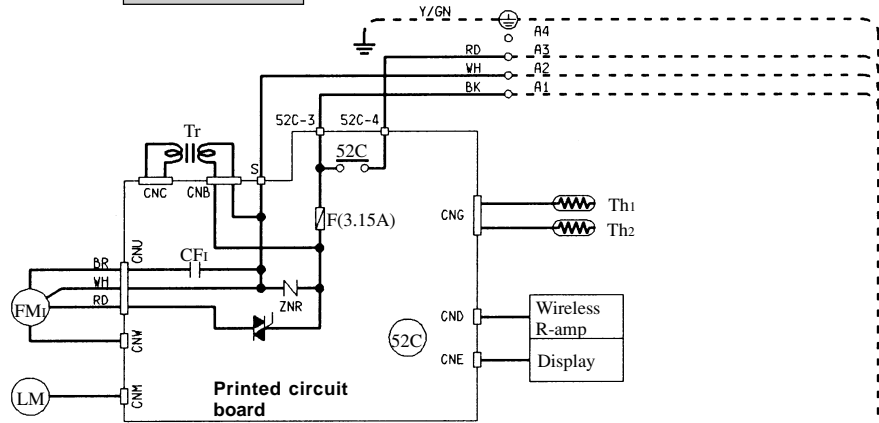 Y/GN
A4
RD A3
WH A2
BK A1
52C-3 52C-4
Tr
52C
S
CNC CNB
F(3.15A)
CNG
Th1
Th2
CNU
CF1
BR
WH
RD
ZNR
FM1
CNW
52C
CND
Wireless
R-amp
CNE
Display
LM
CNM
Printed circuit
board